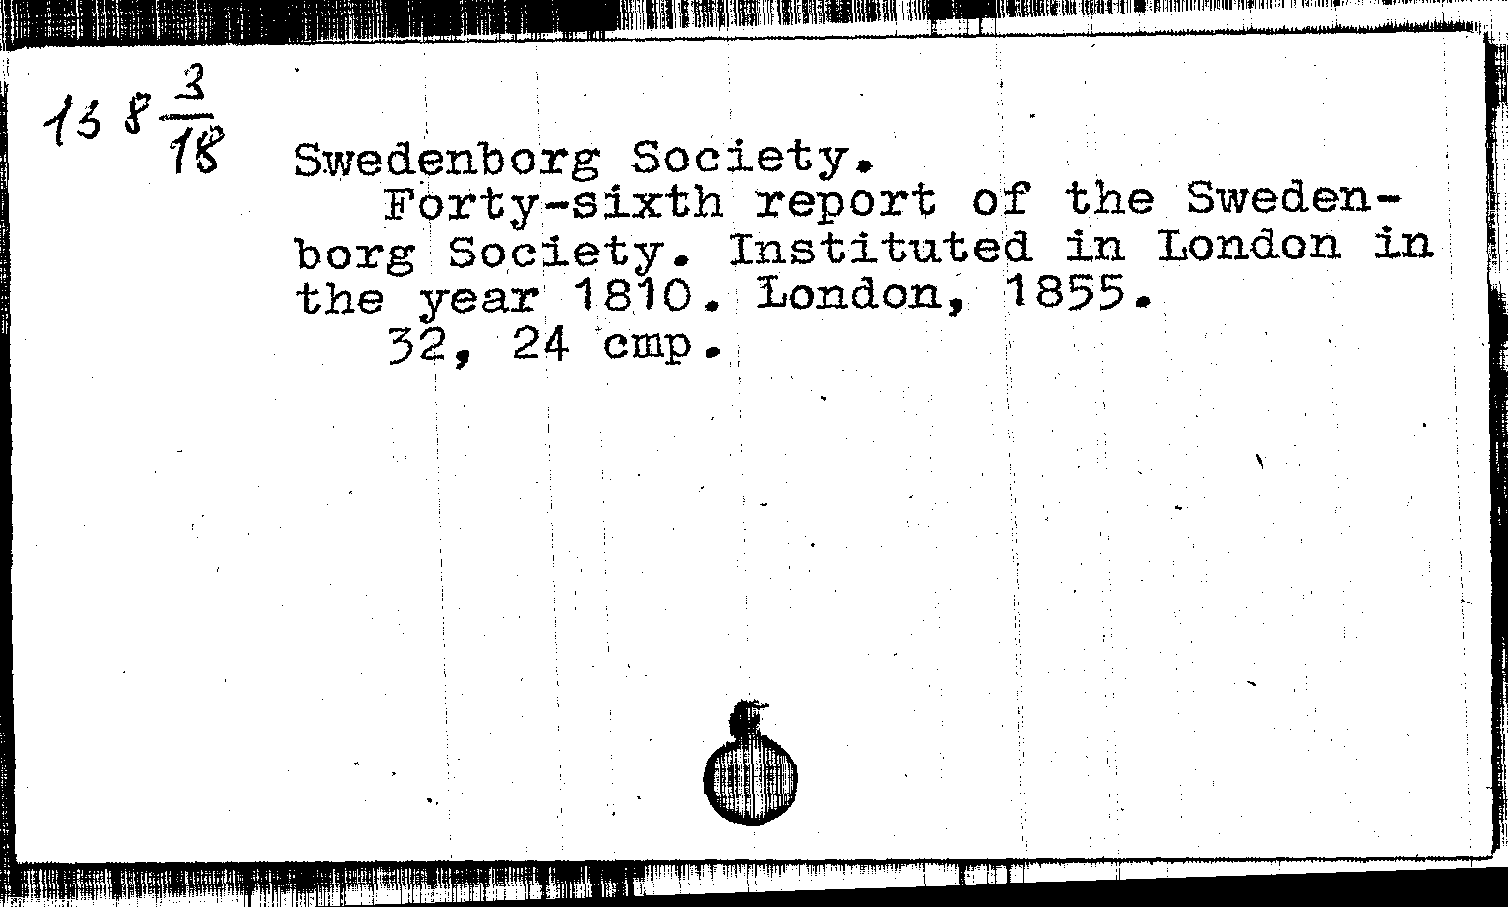 138 3/18
Swedenborg Society.
Forty-sixth report of the Sweden-
borg Society. Instituted in London in
the year 1810. London, 1855.
32, 24 cmp.